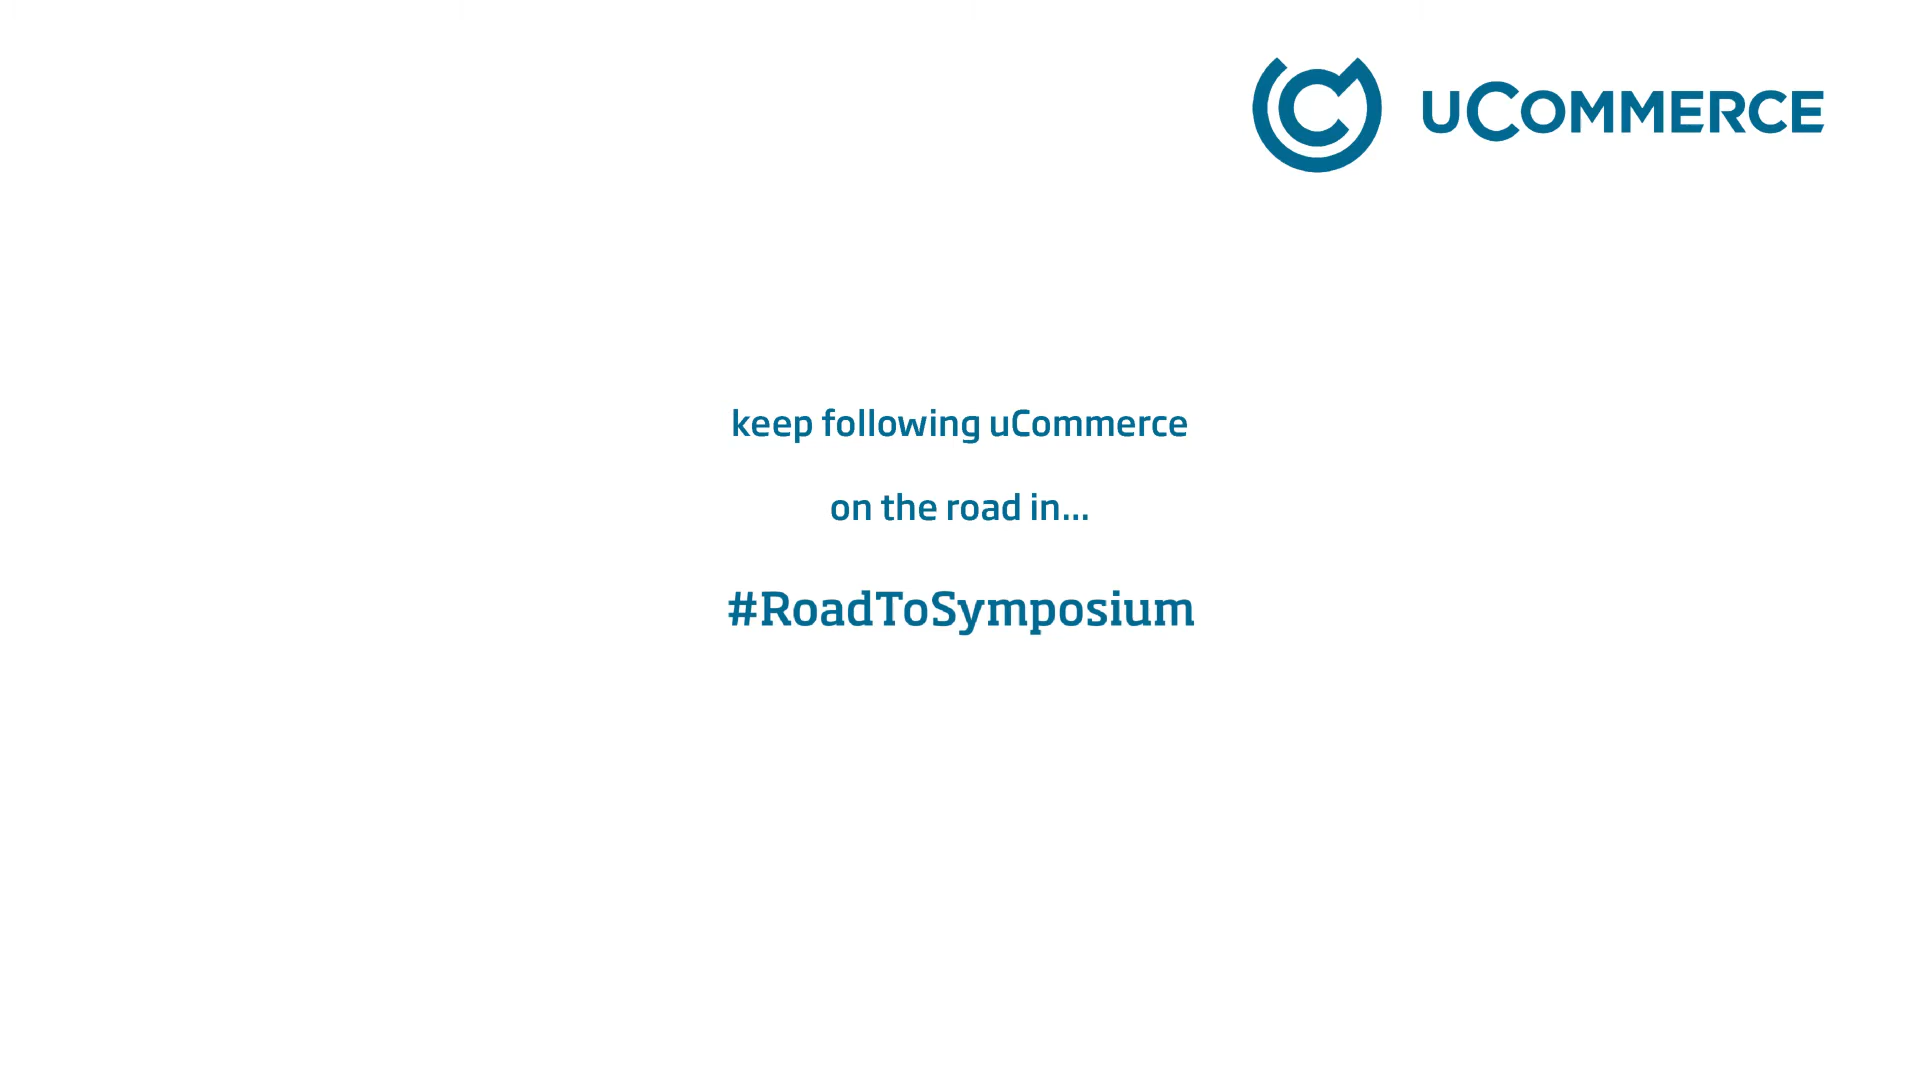 uCOMMERCE
keep following uCommerce
on the road in...
#RoadToSymposium